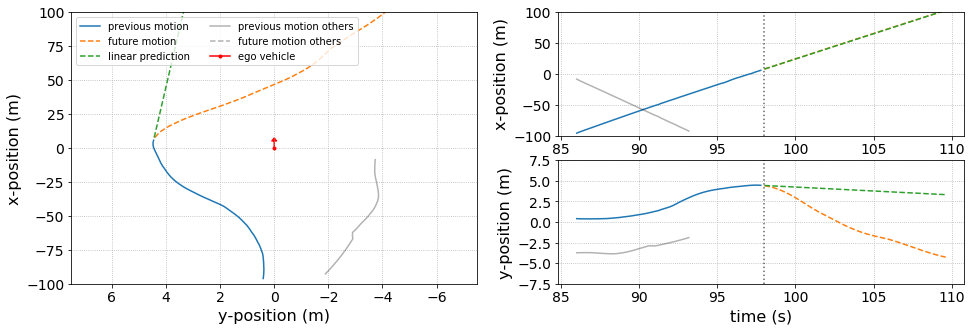 previous motion
future motion
linear prediction
previous motion others
future motion others
ego vehicle
100
75
50
25
0
−25
−50
−75
−100
x-position (m)
6 4 2 0 −2 −4 −6
y-position (m)
100
50
0
−50
−100
x-position (m)
85 90 95 100 105 110
7.5
5.0
2.5
0.0
−2.5
−5.0
−7.5
y-position (m)
85 90 95 100 105 110
time (s)